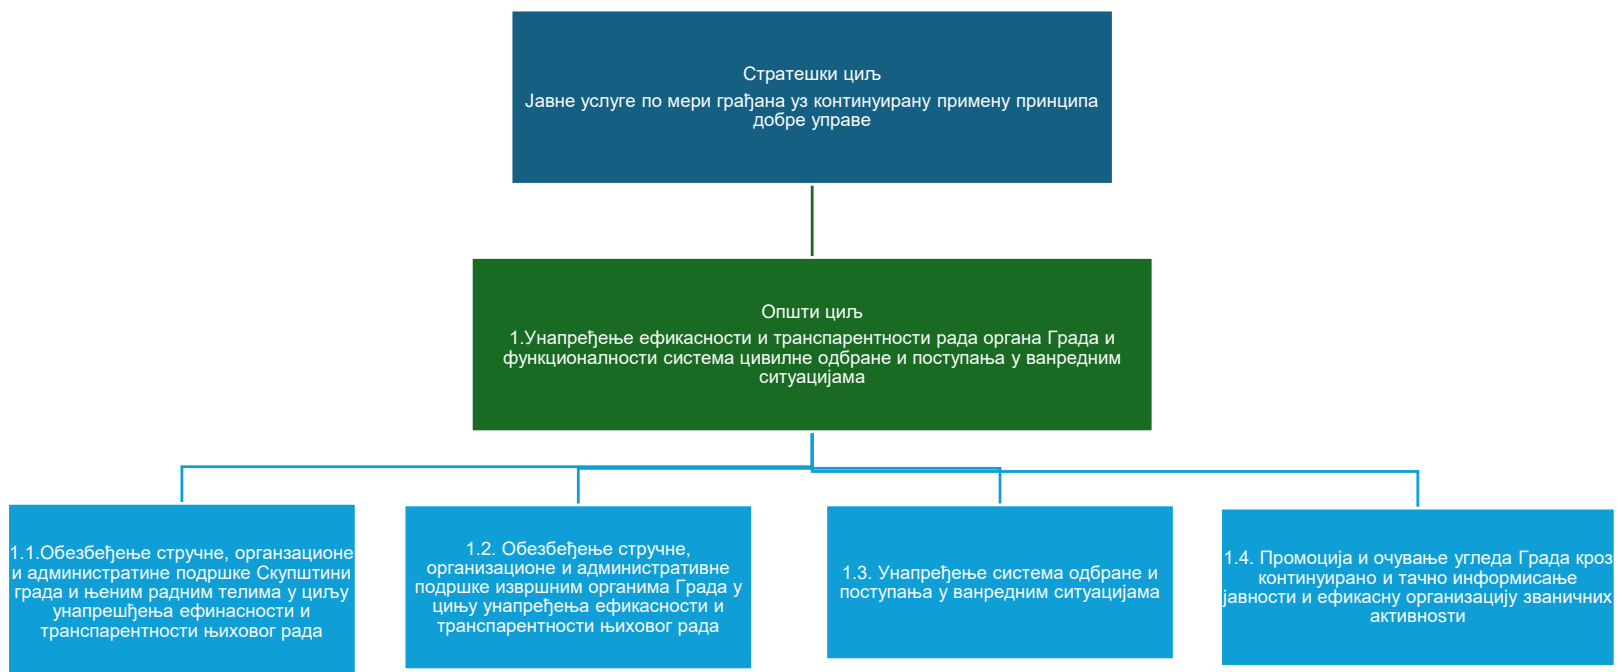 Стратешки циљ
Јавне услуге по мери грађана уз континуирану примену принципа
добре управе
Општи циљ
1.Унапређење ефикасности и транспарентности рада органа Града и
функционалности система цивилне одбране и поступања у ванредним
ситуацијама
1.1.Обезбеђење стручне, органзационе
и административне подршке Скупштини
града и њеним радним телима у циљу
унапрешђења ефинасности и
транспарентности њиховог рада
1.2. Обезбеђење стручне,
организационе и административне
подршке извршним органима Града у
цињу унапређења ефикасности и
транспарентности њиховог рада
1.3. Унапређење система одбране и
поступања у ванредним ситуацијама
1.4. Промоција и очување угледа Града кроз
континуирано и тачно информисање
јавности и ефикасну организацију званичних
активности